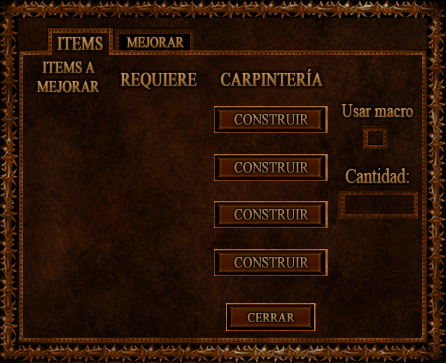 ITEMS
MEJORAR
ITEMS A
MEJORAR
REQUIERE
CARPINTERÍA
CONSTRUIR
Usar macro
CONSTRUIR
Cantidad:
CONSTRUIR
CONSTRUIR
CERRAR